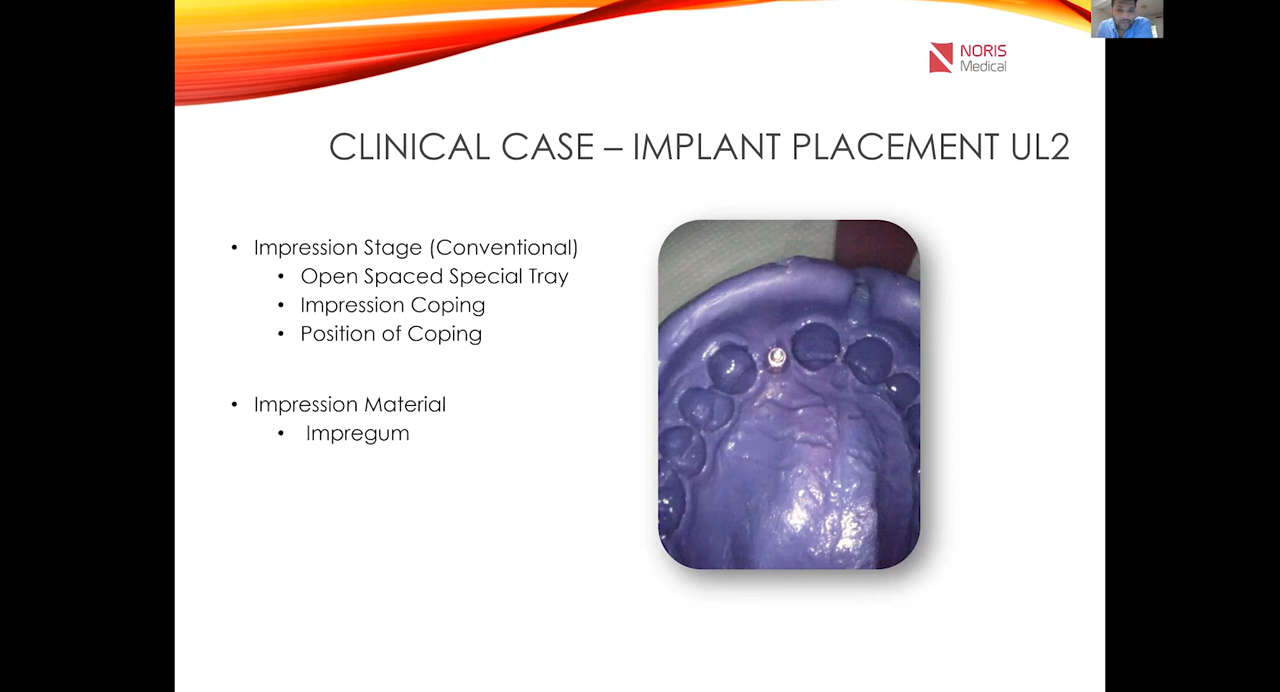 NORIS
Medical
CLINICAL CASE – IMPLANT PLACEMENT UL2
• Impression Stage (Conventional)
• Open Spaced Special Tray
• Impression Coping
• Position of Coping
• Impression Material
• Impregum